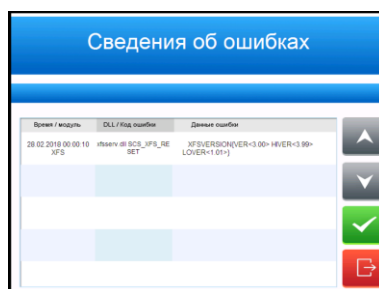 Сведения об ошибках
Время / модуль DLL / Код ошибки Данные ошибки
28.02.2018 00:00:10 xfsserv.dll SCS_XFS_RE XFSVERSION(VER<3.00> HIVER<3.99>
XFS SET LOVER<1.01>)